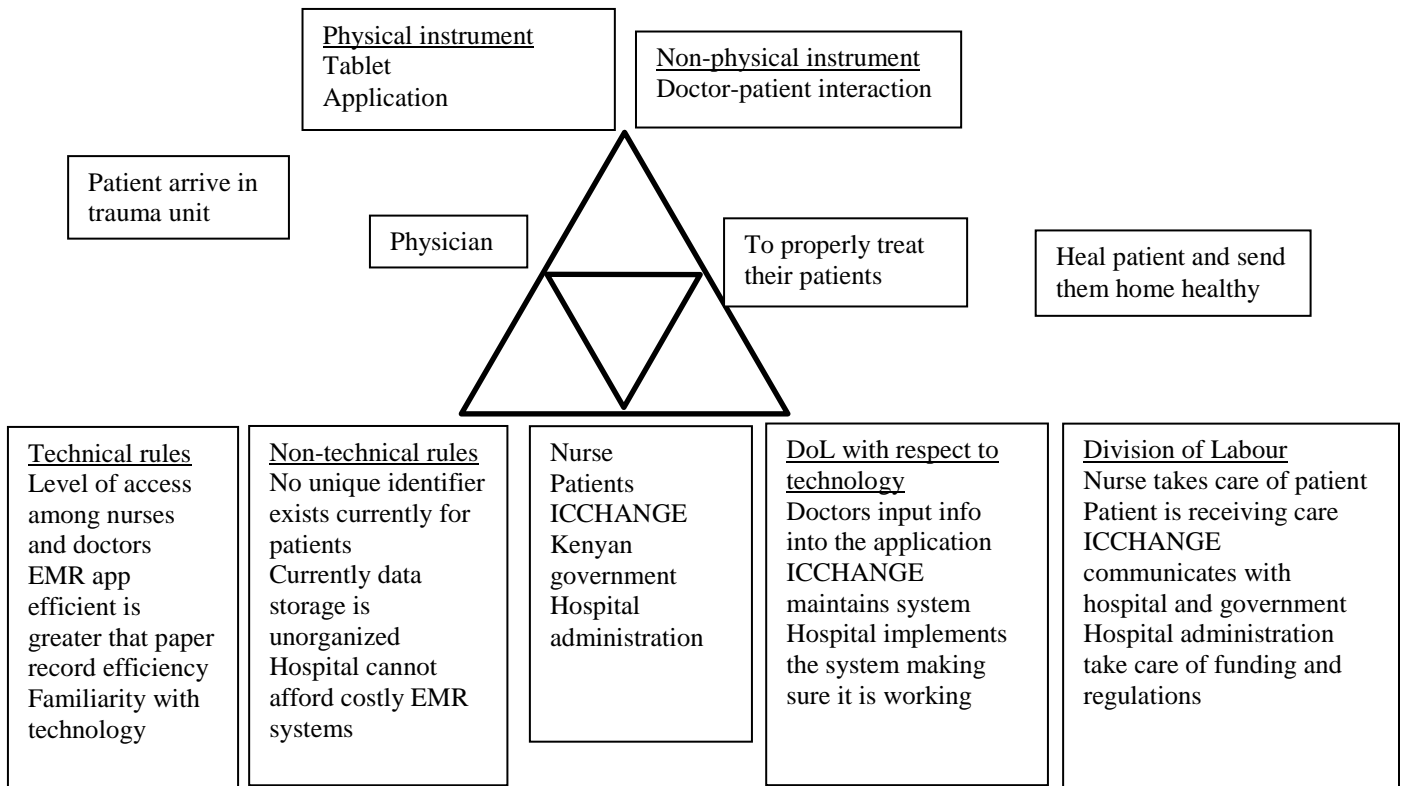 Physical instrument
Tablet
Application
Non-physical instrument
Doctor-patient interaction
Patient arrive in
trauma unit
Physician
To properly treat
their patients
Heal patient and send
them home healthy
Technical rules
Level of access
among nurses
and doctors
EMR app
efficient is
greater that paper
record efficiency
Familiarity with
technology
Non-technical rules
No unique identifier
exists currently for
patients
Currently data
storage is
unorganized
Hospital cannot
afford costly EMR
systems
Nurse
Patients
ICCHANGE
Kenyan
government
Hospital
administration
DoL with respect to
technology
Doctors input info
into the application
ICCHANGE
maintains system
Hospital implements
the system making
sure it is working
Division of Labour
Nurse takes care of patient
Patient is receiving care
ICCHANGE
communicates with
hospital and government
Hospital administration
take care of funding and
regulations